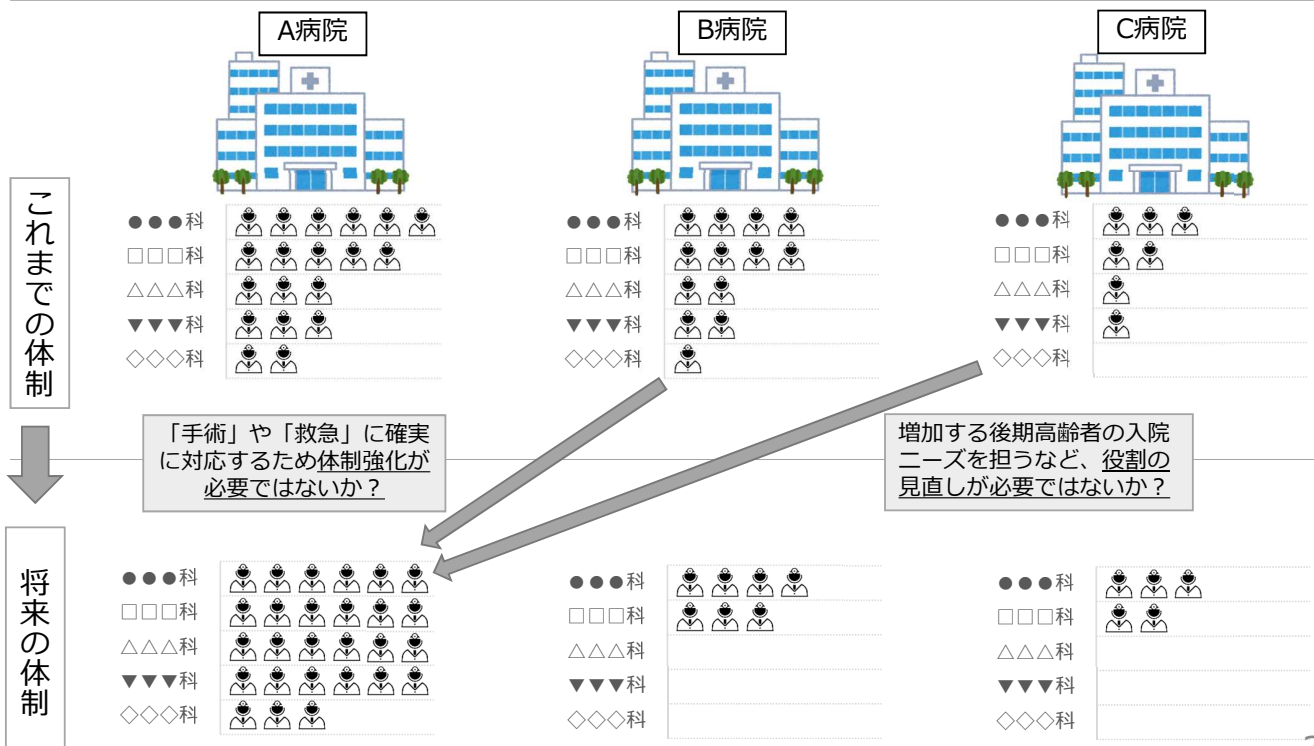 A病院
B病院
C病院
これまでの体制
●●●科
□□□科
△△△科
▼▼▼科
◇◇◇科
●●●科
□□□科
△△△科
▼▼▼科
◇◇◇科
●●●科
□□□科
△△△科
▼▼▼科
◇◇◇科
「手術」や「救急」に確実
に対応するため体制強化が
必要ではないか？
増加する後期高齢者の入院
ニーズを担うなど、役割の
見直しが必要ではないか？
将来の体制
●●●科
□□□科
△△△科
▼▼▼科
◇◇◇科
●●●科
□□□科
△△△科
▼▼▼科
◇◇◇科
●●●科
□□□科
△△△科
▼▼▼科
◇◇◇科